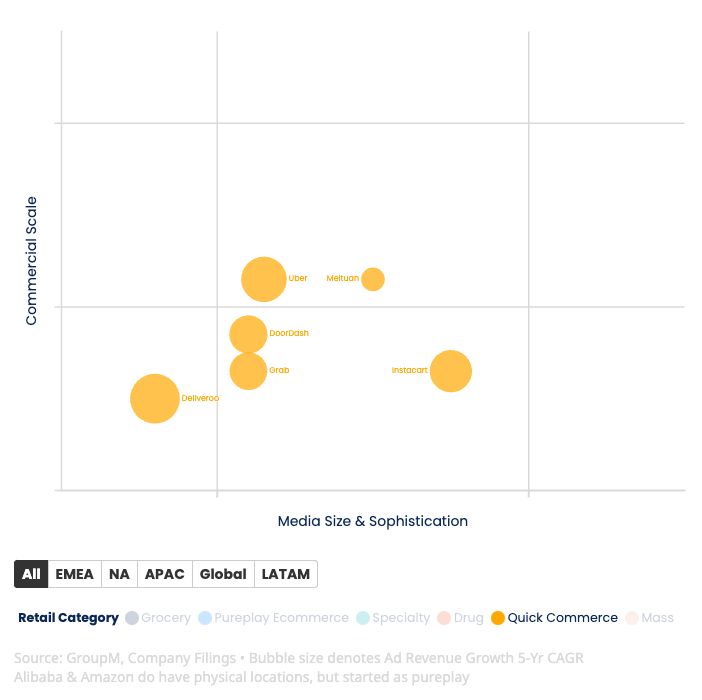 Commercial Scale
Uber
Meituan
DoorDash
Grab
Instacart
Deliveroo
Media Size & Sophistication
All EMEA NA APAC Global LATAM
Retail Category Grocery Pureplay Ecommerce Specialty Drug Quick Commerce Mass
Source: GroupM, Company Filings • Bubble size denotes Ad Revenue Growth 5-Yr CAGR
Alibaba & Amazon do have physical locations, but started as pureplay